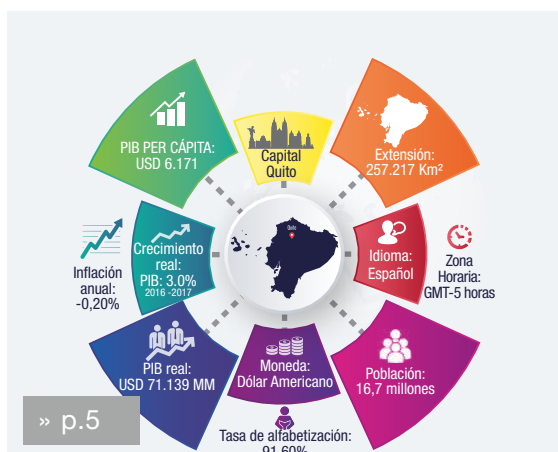 PIB PER CÁPITA:
USD 6.171
Capital
Quito
Extensión:
257.217 Km²
Inflación
anual:
-0,20%
Crecimiento
real:
PIB: 3.0%
2016 -2017
Quito
Idioma:
Español
Zona
Horaria:
GMT-5 horas
PIB real:
USD 71.139 MM
Moneda:
Dólar Americano
Población:
16,7 millones
» p.5
Tasa de alfabetización:
91,60%